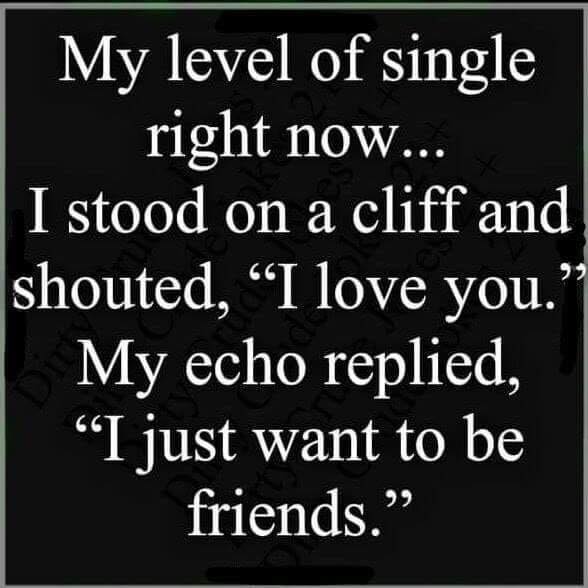 My level of single
right now...
I stood on a cliff and
shouted, “I love you.”
My echo replied,
“I just want to be
friends.”